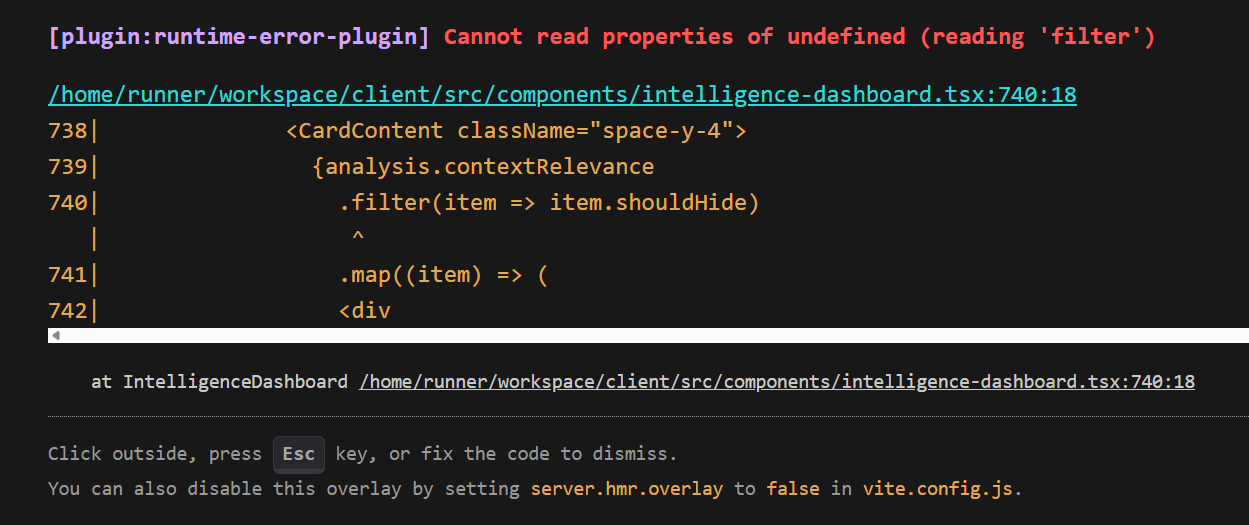 [plugin:runtime-error-plugin] Cannot read properties of undefined (reading 'filter')
/home/runner/workspace/client/src/components/intelligence-dashboard.tsx:740:18
738|              <CardContent className="space-y-4">
739|                {analysis.contextRelevance
740|                  .filter(item => item.shouldHide)
   |                   ^
741|                  .map((item) => (
742|                  <div
at IntelligenceDashboard /home/runner/workspace/client/src/components/intelligence-dashboard.tsx:740:18
Click outside, press Esc key, or fix the code to dismiss.
You can also disable this overlay by setting server.hmr.overlay to false in vite.config.js.